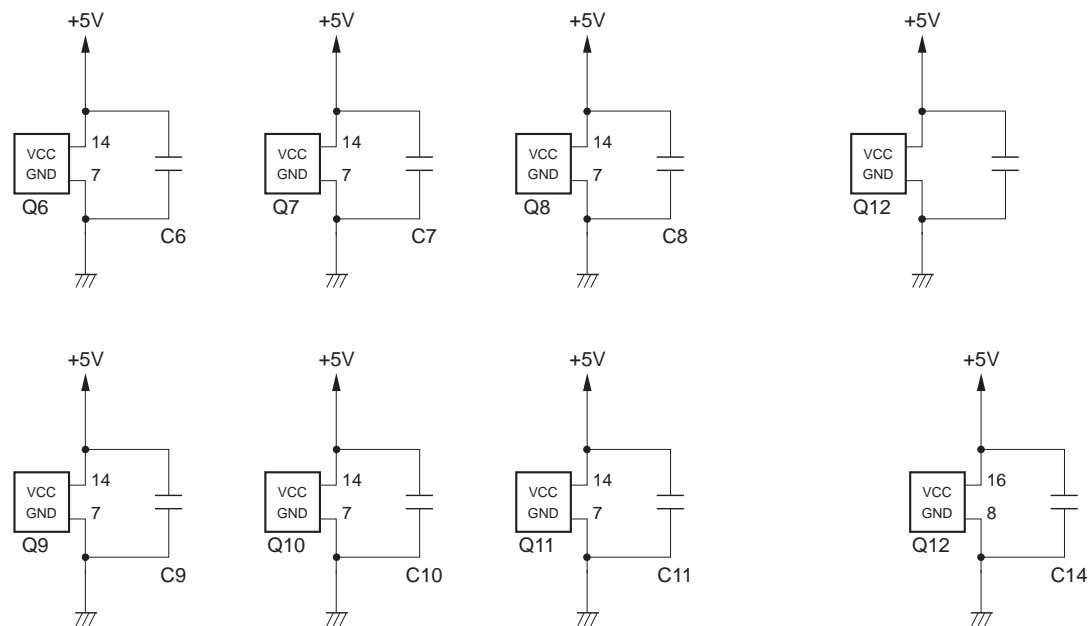 +5V +5V +5V +5V
14 14 14
VCC VCC VCC VCC
GND 7 GND 7 GND 7 GND
Q6 Q7 Q8 Q12
C6 C7 C8
+5V +5V +5V +5V
14 14 14 16
VCC VCC VCC VCC
GND 7 GND 7 GND 7 GND 8
Q9 Q10 Q11 Q12
C9 C10 C11 C14